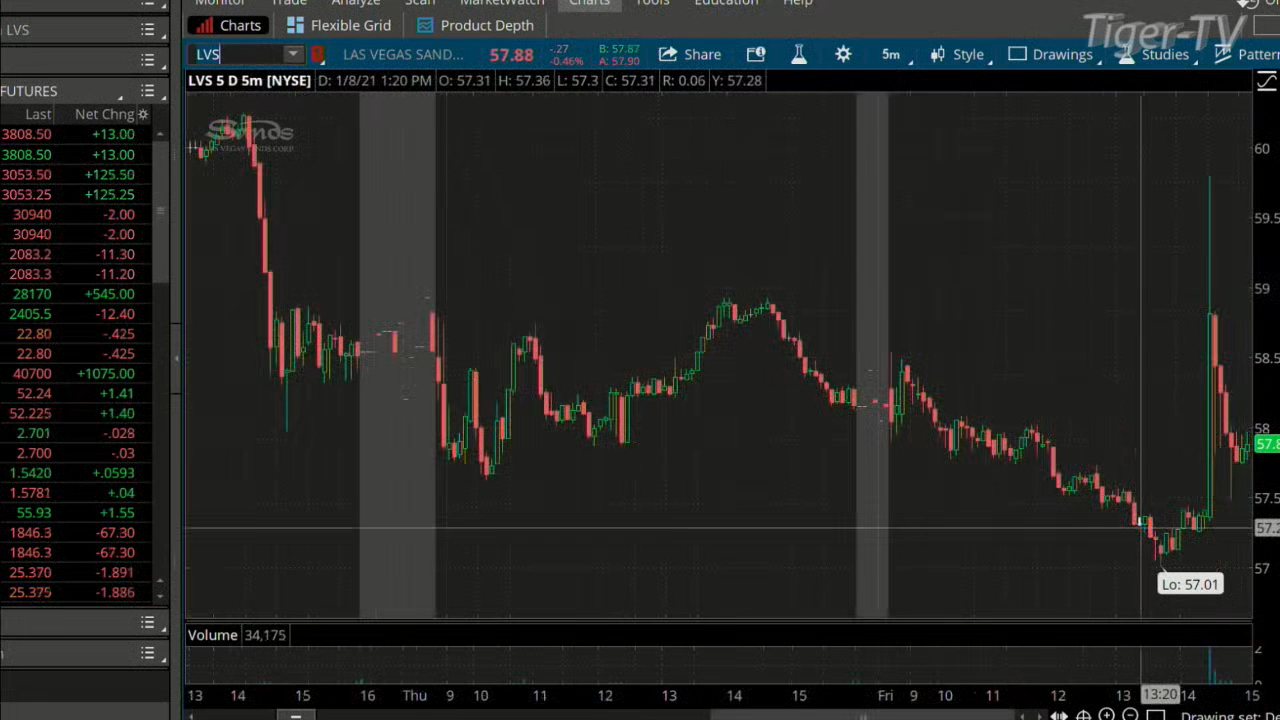 Monitor Trade Analyze Scan MarketWatch Charts Tools Education Help
Tiger-TV
LVS
Charts Flexible Grid Product Depth
LVS LAS VEGAS SAND... 57.88 -.27 -0.46% B: 57.87 A: 57.90 Share 5m Style Drawings Studies Pattern
LVS 5 D 5m [NYSE] D: 1/8/21 1:20 PM O: 57.31 H: 57.36 L: 57.3 C: 57.31 R: 0.06 Y: 57.28
FUTURES
Last Net Chng
3808.50 +13.00
3808.50 +13.00
3053.50 +125.50
3053.25 +125.25
30940 -2.00
30940 -2.00
2083.2 -11.30
2083.3 -11.20
28170 +545.00
2405.5 -12.40
22.80 -.425
22.80 -.425
40700 +1075.00
52.24 +1.41
52.225 +1.40
2.701 -.028
2.700 -.03
1.5420 +.0593
1.5781 +.04
55.93 +1.55
1846.3 -67.30
1846.3 -67.30
25.370 -1.891
25.375 -1.886
Sands
LAS VEGAS SANDS CORP.
60
59.5
59
58.5
58
57.8
57.5
57.2
57
Lo: 57.01
Volume 34,175
2
13 14 15 16 Thu 9 10 11 12 13 14 15 Fri 9 10 11 12 13 13:20 14 15
Drawing set: De